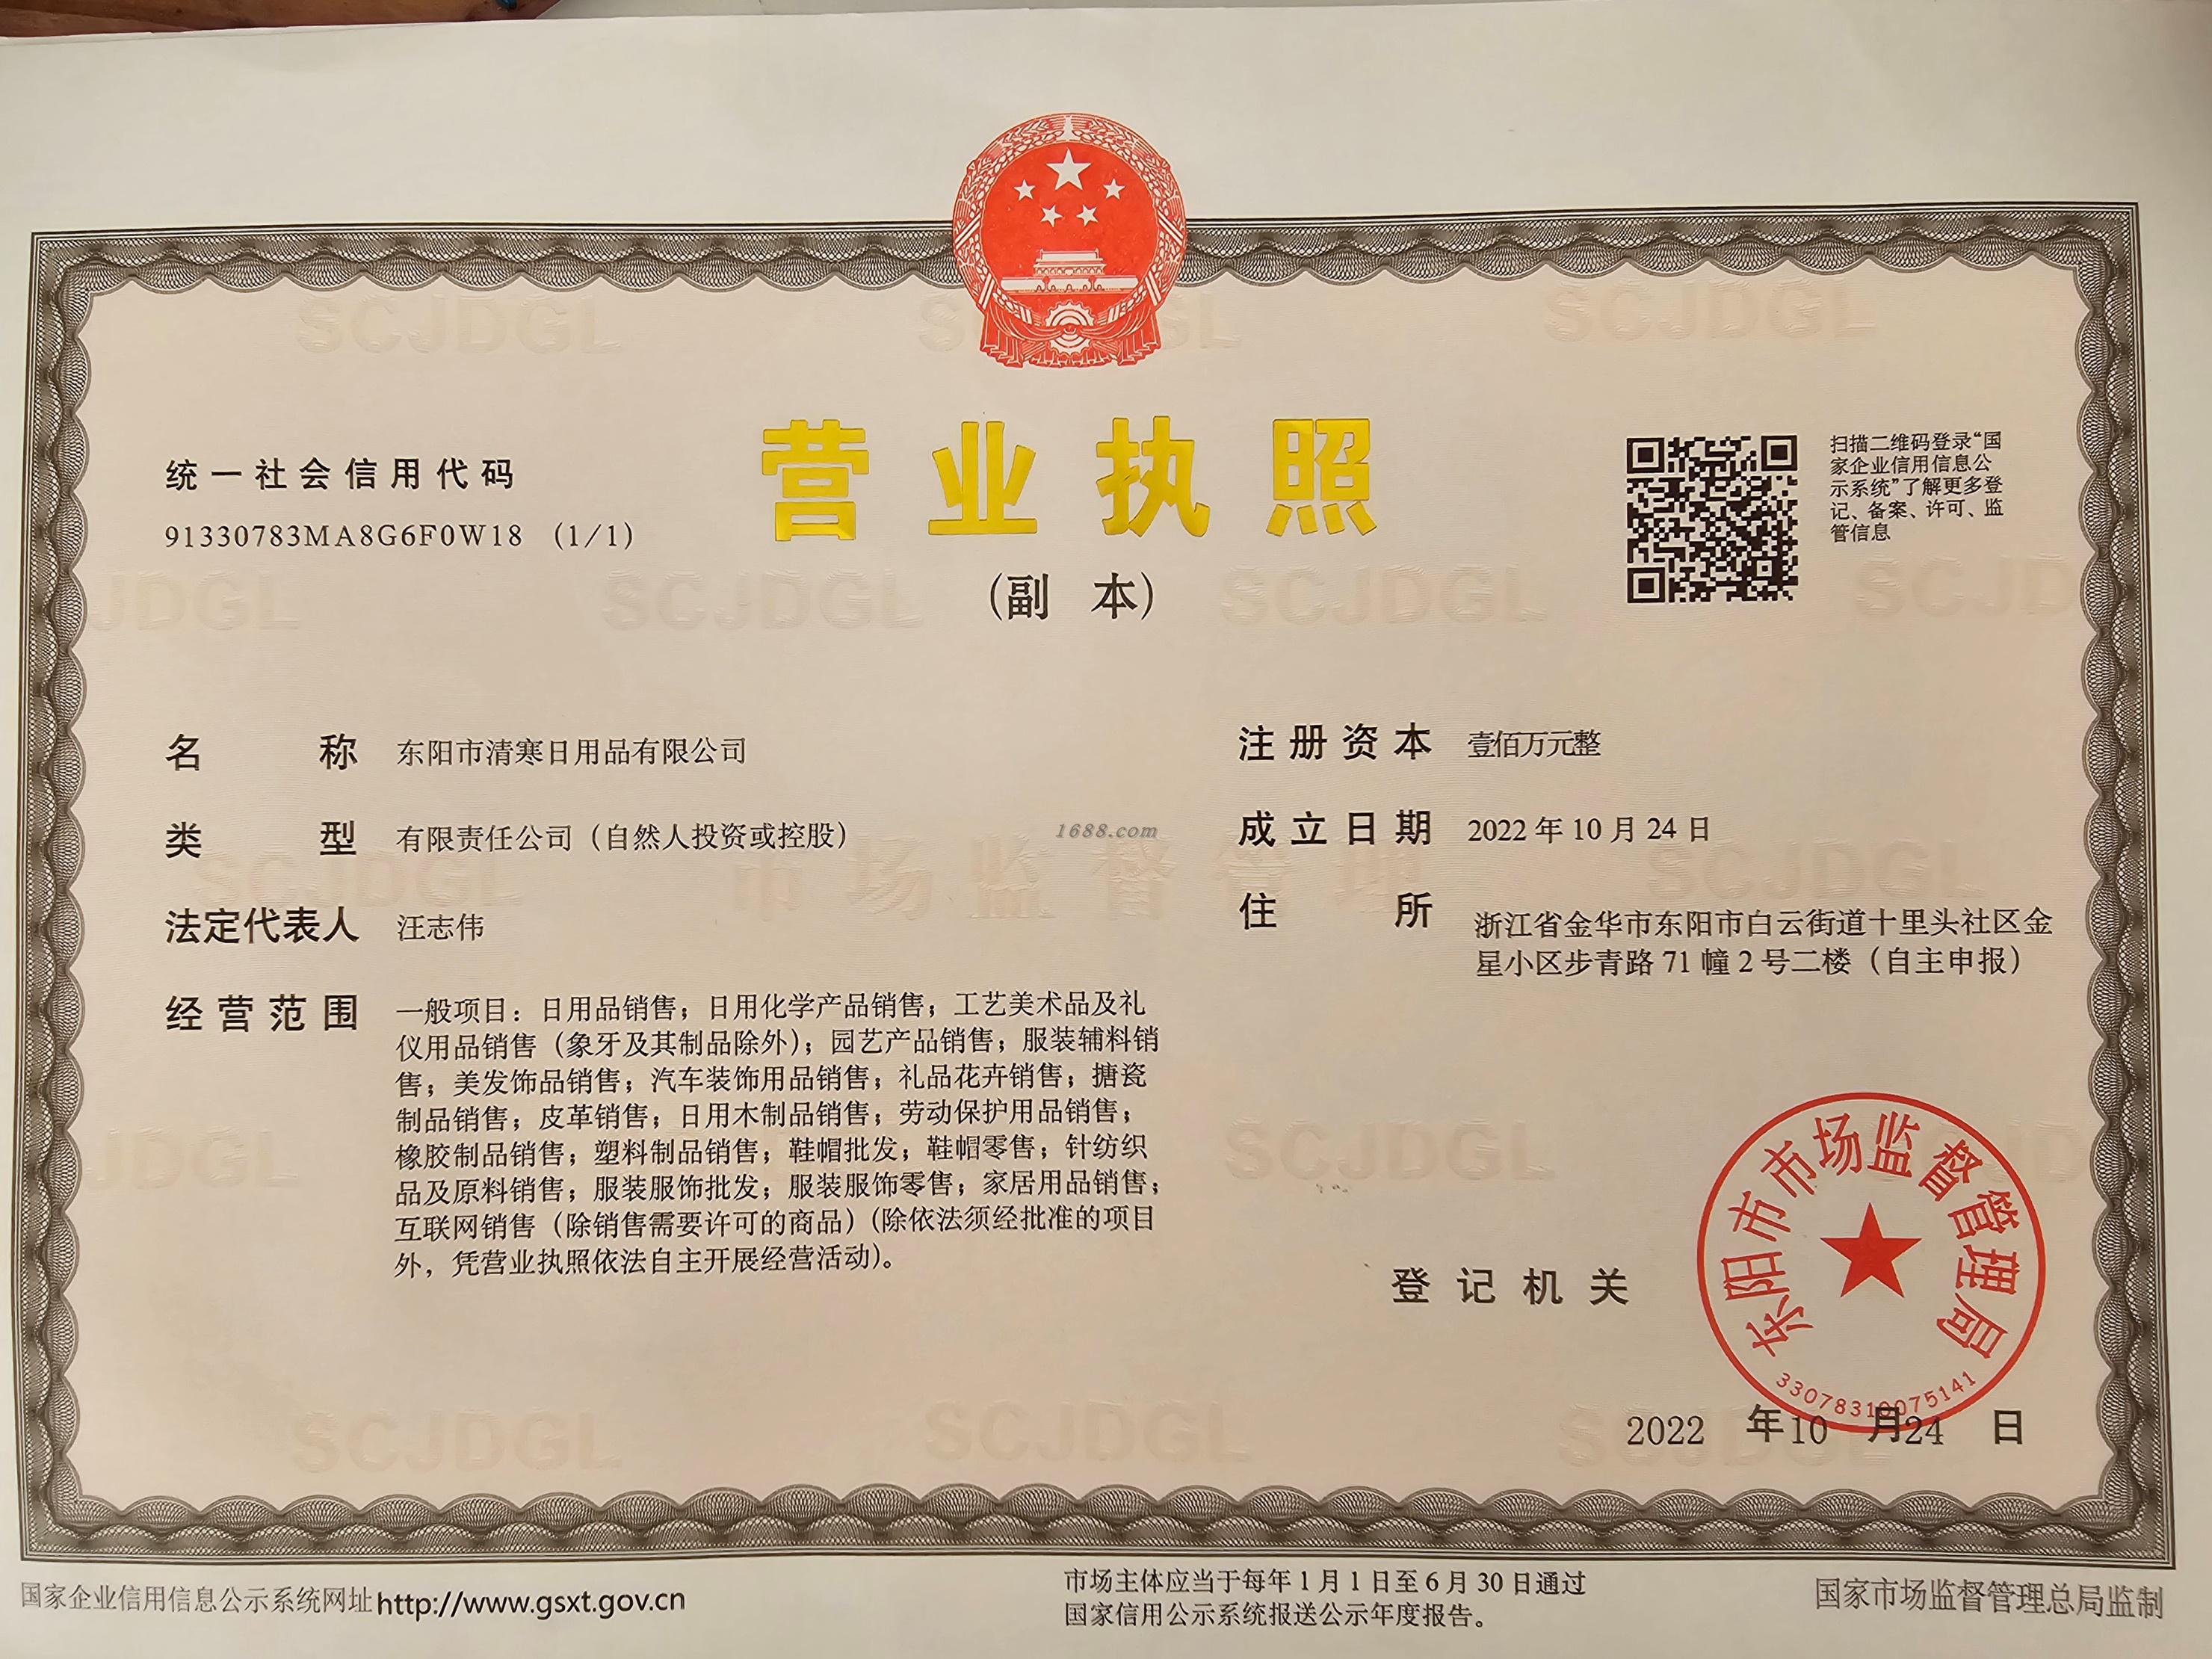 营业执照
（副 本）
统一社会信用代码
91330783MA8G6F0W18 (1/1)
扫描二维码登录“国
家企业信用信息公
示系统”了解更多登
记、备案、许可、监
管信息
名 称 东阳市清寒日用品有限公司
类 型 有限责任公司（自然人投资或控股）
法定代表人 汪志伟
经营范围 一般项目：日用品销售；日用化学产品销售；工艺美术品及礼
仪用品销售（象牙及其制品除外）；园艺产品销售；服装辅料销
售；美发饰品销售；汽车装饰用品销售；礼品花卉销售；搪瓷
制品销售；皮革销售；日用木制品销售；劳动保护用品销售；
橡胶制品销售；塑料制品销售；鞋帽批发；鞋帽零售；针纺织
品及原料销售；服装服饰批发；服装服饰零售；家居用品销售；
互联网销售（除销售需要许可的商品）(除依法须经批准的项目
外，凭营业执照依法自主开展经营活动)。
注册资本 壹佰万元整
成立日期 2022年10月24日
住 所 浙江省金华市东阳市白云街道十里头社区金
星小区步青路71幢2号二楼（自主申报）
1688.com
市场监督管理
SCJDGL
登记机关
东阳市市场监督管理局
33078310075141
2022 年10 月24 日
国家企业信用信息公示系统网址http://www.gsxt.gov.cn
市场主体应当于每年1月1日至6月30日通过
国家信用公示系统报送公示年度报告。
国家市场监督管理总局监制